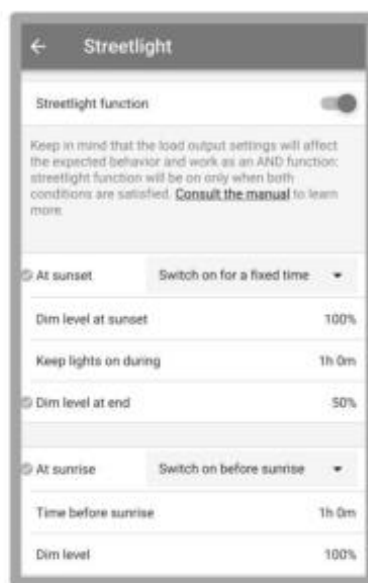 Streetlight
Streetlight function
Keep in mind that the load output settings will affect
the expected behavior and work as an AND function:
streetlight function will be on only when both
conditions are satisfied. Consult the manual to learn
more.
At sunset Switch on for a fixed time
Dim level at sunset 100%
Keep lights on during 1h 0m
Dim level at end 50%
At sunrise Switch on before sunrise
Time before sunrise 1h 0m
Dim level 100%